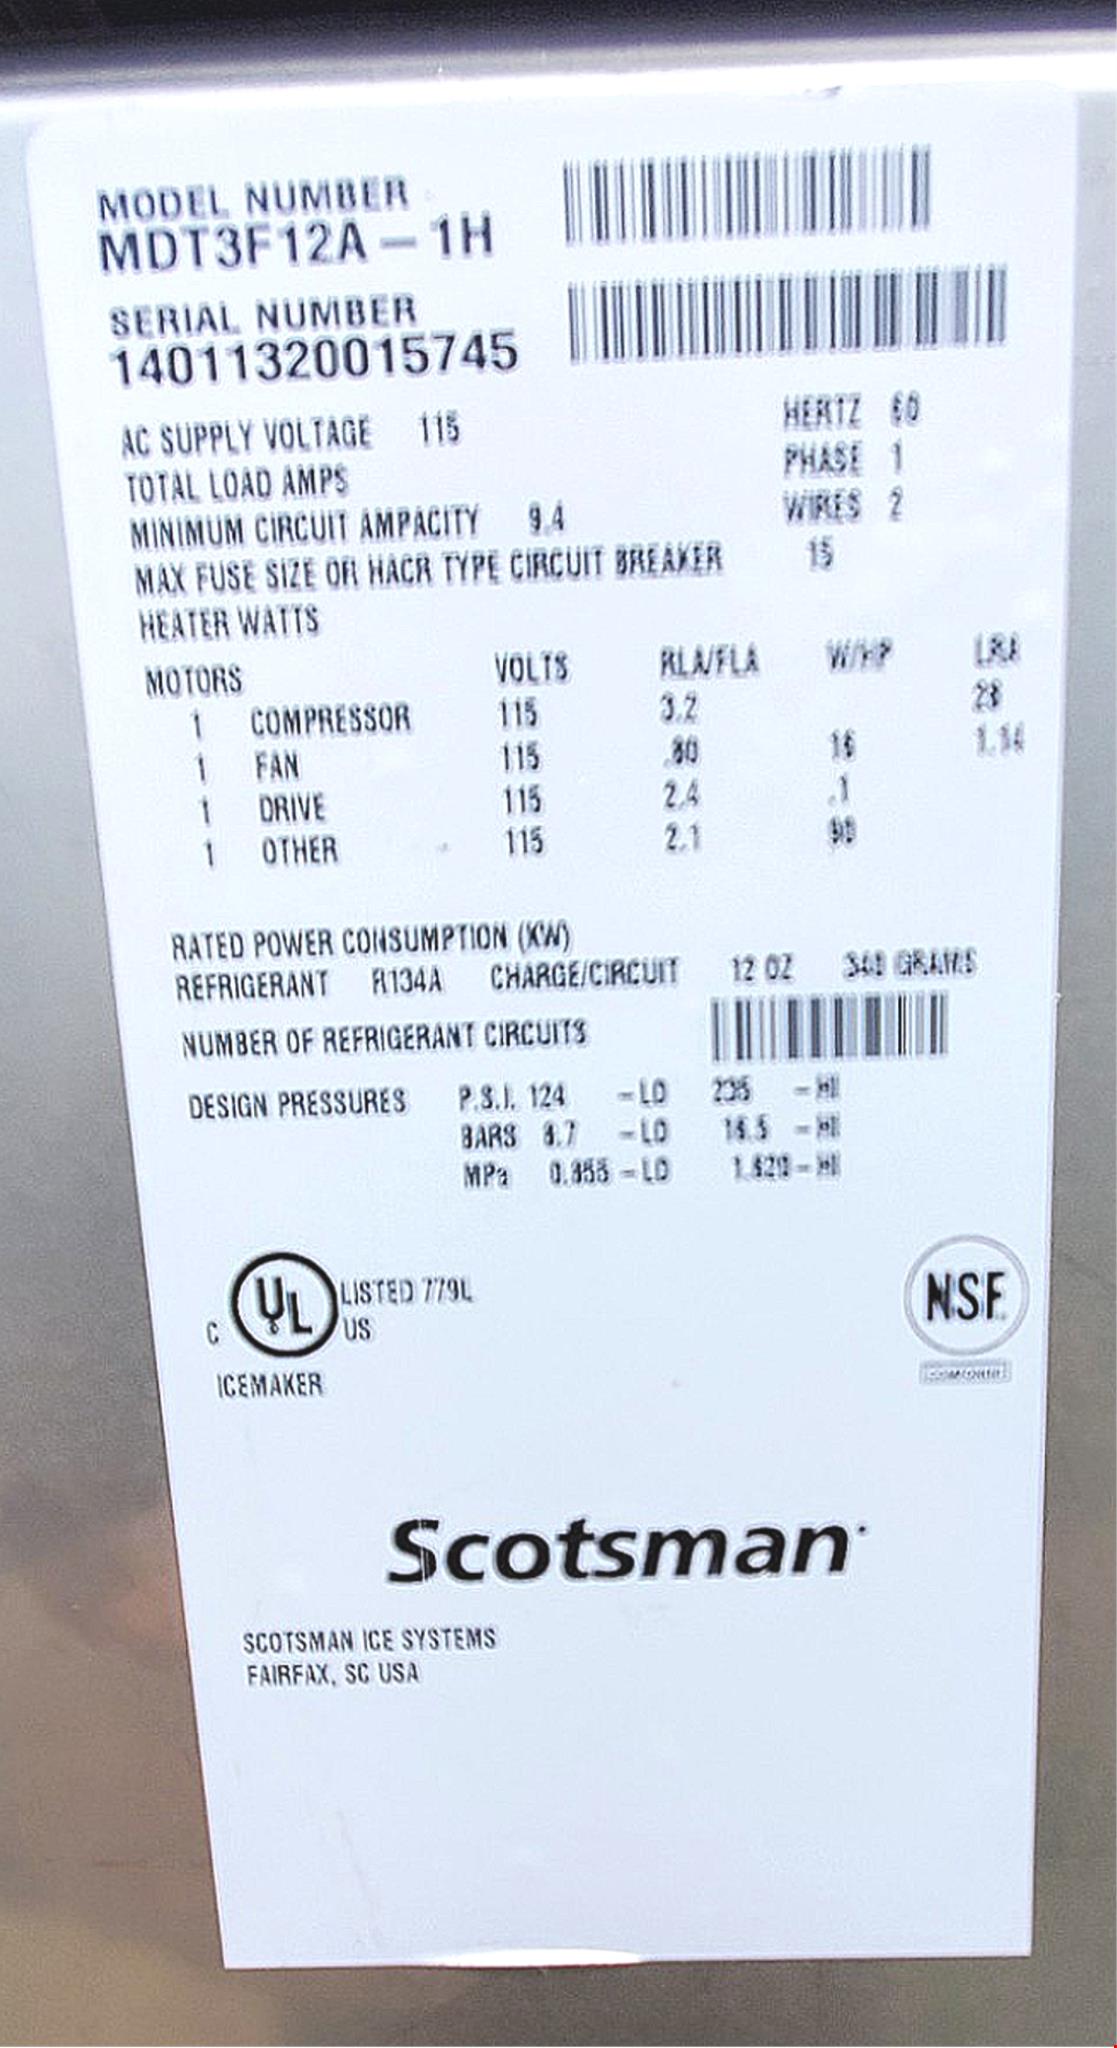 MODEL NUMBER
MDT3F12A - 1H
SERIAL NUMBER
14011320015745
AC SUPPLY VOLTAGE 115 HERTZ 60
TOTAL LOAD AMPS PHASE 1
MINIMUM CIRCUIT AMPACITY 9.4 WIRES 2
MAX FUSE SIZE OR HACR TYPE CIRCUIT BREAKER 15
HEATER WATTS
MOTORS VOLTS RLA/FLA W/HP LRA
1 COMPRESSOR 115 3.2
1 FAN 115 .80 16
1 DRIVE 115 2.4 .1
1 OTHER 115 2.1
RATED POWER CONSUMPTION (KW)
REFRIGERANT R134A CHARGE/CIRCUIT 12 OZ GRAMS
NUMBER OF REFRIGERANT CIRCUITS
DESIGN PRESSURES P.S.I. 124 - LO 235 - HI
BARS - LO - HI
MPa - LO - HI
C UL LISTED 779L
US
ICEMAKER
NSF
Scotsman
SCOTSMAN ICE SYSTEMS
FAIRFAX, SC USA